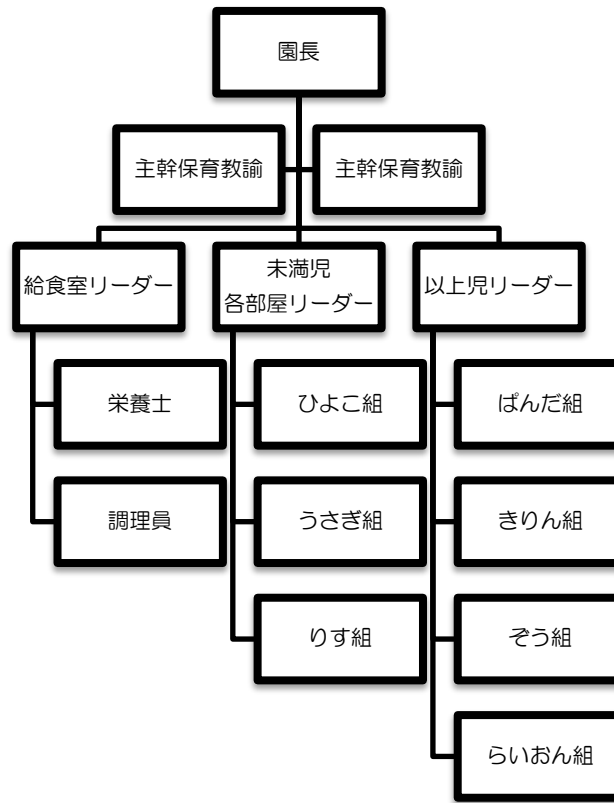 園長
主幹保育教諭
主幹保育教諭
給食室リーダー
未満児
各部屋リーダー
以上児リーダー
栄養士
ひよこ組
ぱんだ組
調理員
うさぎ組
きりん組
りす組
ぞう組
らいおん組